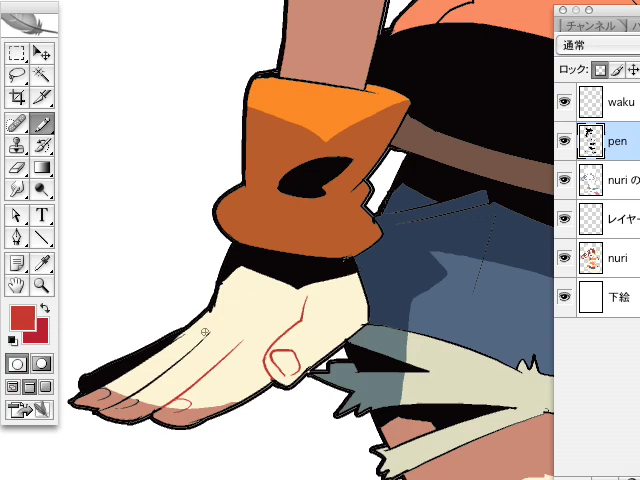 チャンネル
通常
ロック:
waku
pen
nuri の
レイヤー
nuri
下絵
T